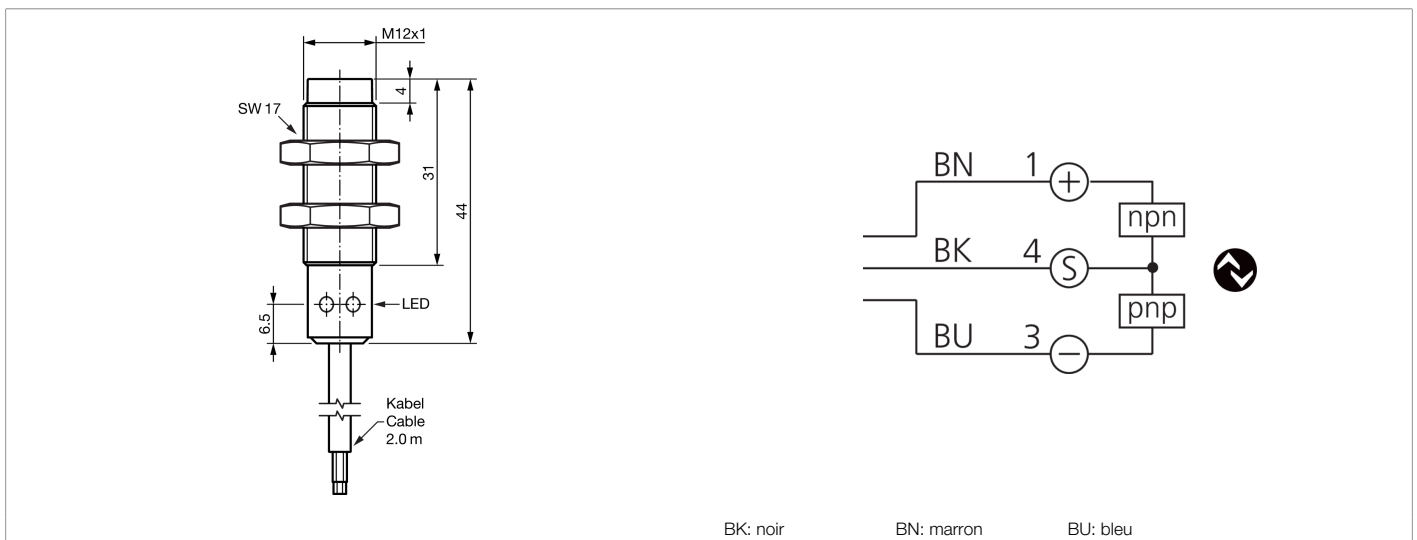 M12x1
4
SW 17
31
44
LED
6.5
Kabel
Cable
2.0 m
BN 1 +
npn
BK 4 S
pnp
BU 3 −
BK: noir BN: marron BU: bleu